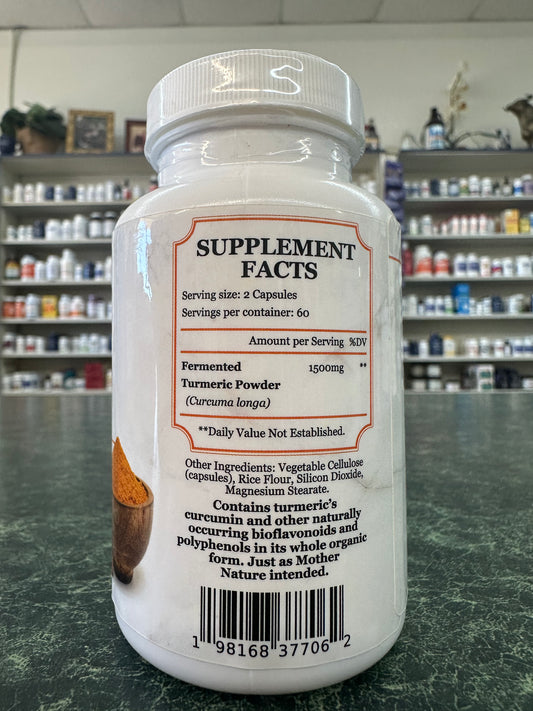 SUPPLEMENT
FACTS
Serving size: 2 Capsules
Servings per container: 60
Amount per Serving %DV
Fermented 1500mg **
Turmeric Powder
(Curcuma longa)
**Daily Value Not Established.
Other Ingredients: Vegetable Cellulose
(capsules), Rice Flour, Silicon Dioxide,
Magnesium Stearate.
Contains turmeric's
curcumin and other naturally
occurring bioflavonoids and
polyphenols in its whole organic
form. Just as Mother
Nature intended.
1 98168 37706 2